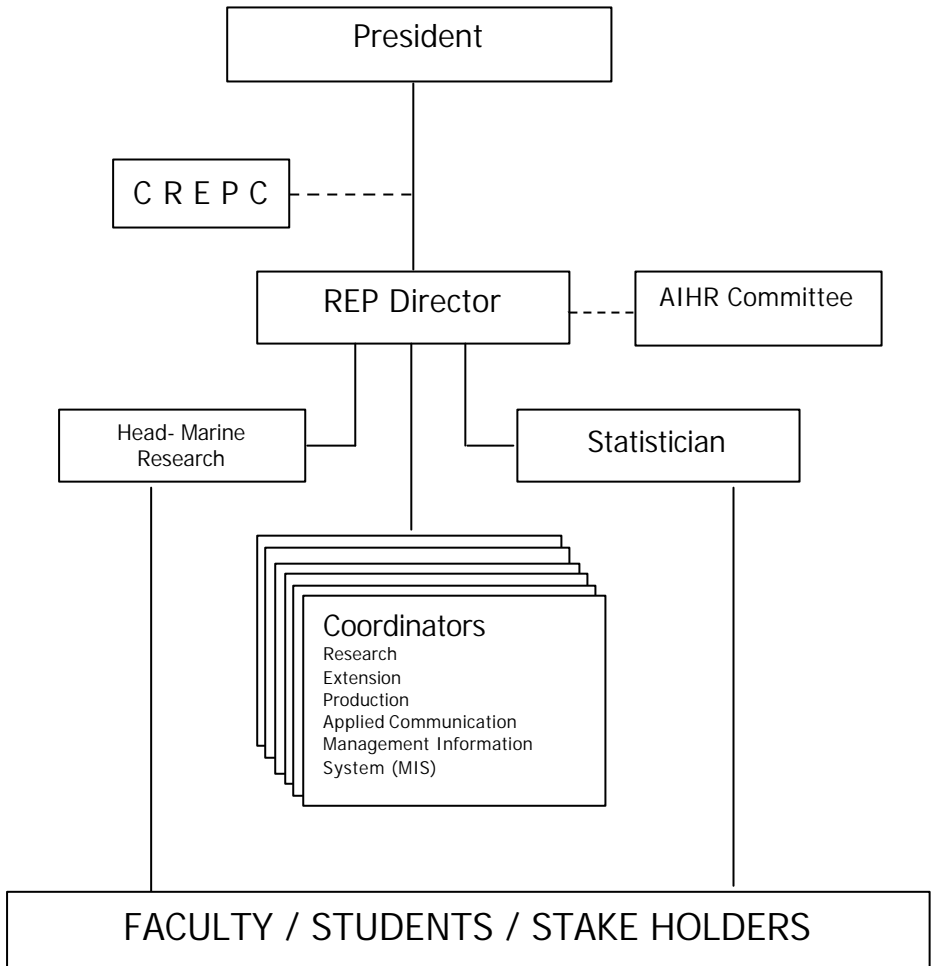 President
C R E P C
REP Director
AIHR Committee
Head- Marine
Research
Statistician
Coordinators
Research
Extension
Production
Applied Communication
Management Information
System (MIS)
FACULTY / STUDENTS / STAKE HOLDERS